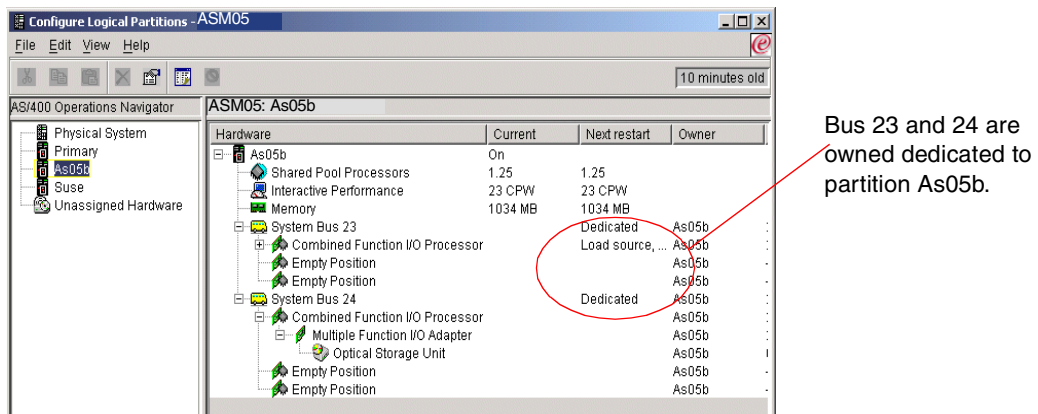 Configure Logical Partitions - ASM05
File Edit View Help
10 minutes old
AS/400 Operations Navigator
ASM05: As05b
Physical System
Primary
As05b
Suse
Unassigned Hardware
Hardware Current Next restart Owner
As05b On
Shared Pool Processors 1.25 1.25
Interactive Performance 23 CPW 23 CPW
Memory 1034 MB 1034 MB
System Bus 23 Dedicated As05b
Combined Function I/O Processor Load source, ... As05b
Empty Position As05b -
Empty Position As05b -
System Bus 24 Dedicated As05b
Combined Function I/O Processor As05b
Multiple Function I/O Adapter As05b
Optical Storage Unit As05b
Empty Position As05b -
Empty Position As05b -
Bus 23 and 24 are
owned dedicated to
partition As05b.